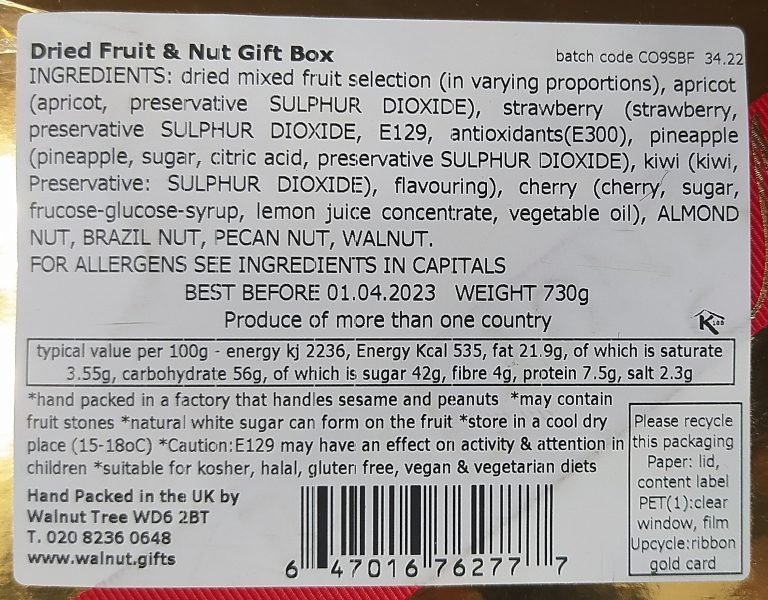 Dried Fruit & Nut Gift Box batch code CO9SBF 34.22
INGREDIENTS: dried mixed fruit selection (in varying proportions), apricot
(apricot, preservative SULPHUR DIOXIDE), strawberry (strawberry,
preservative SULPHUR DIOXIDE, E129, antioxidants(E300), pineapple
(pineapple, sugar, citric acid, preservative SULPHUR DIOXIDE), kiwi (kiwi,
Preservative: SULPHUR DIOXIDE), flavouring), cherry (cherry, sugar,
frucose-glucose-syrup, lemon juice concentrate, vegetable oil), ALMOND
NUT, BRAZIL NUT, PECAN NUT, WALNUT.
FOR ALLERGENS SEE INGREDIENTS IN CAPITALS
BEST BEFORE 01.04.2023 WEIGHT 730g
Produce of more than one country
typical value per 100g - energy kj 2236, Energy Kcal 535, fat 21.9g, of which is saturate
3.55g, carbohydrate 56g, of which is sugar 42g, fibre 4g, protein 7.5g, salt 2.3g
*hand packed in a factory that handles sesame and peanuts *may contain
fruit stones *natural white sugar can form on the fruit *store in a cool dry
place (15-18oC) *Caution:E129 may have an effect on activity & attention in
children *suitable for kosher, halal, gluten free, vegan & vegetarian diets
Please recycle
this packaging
Paper: lid,
content label
PET(1):clear
window, film
Upcycle:ribbon
gold card
Hand Packed in the UK by
Walnut Tree WD6 2BT
T. 020 8236 0648
www.walnut.gifts
6 47016 76277 7